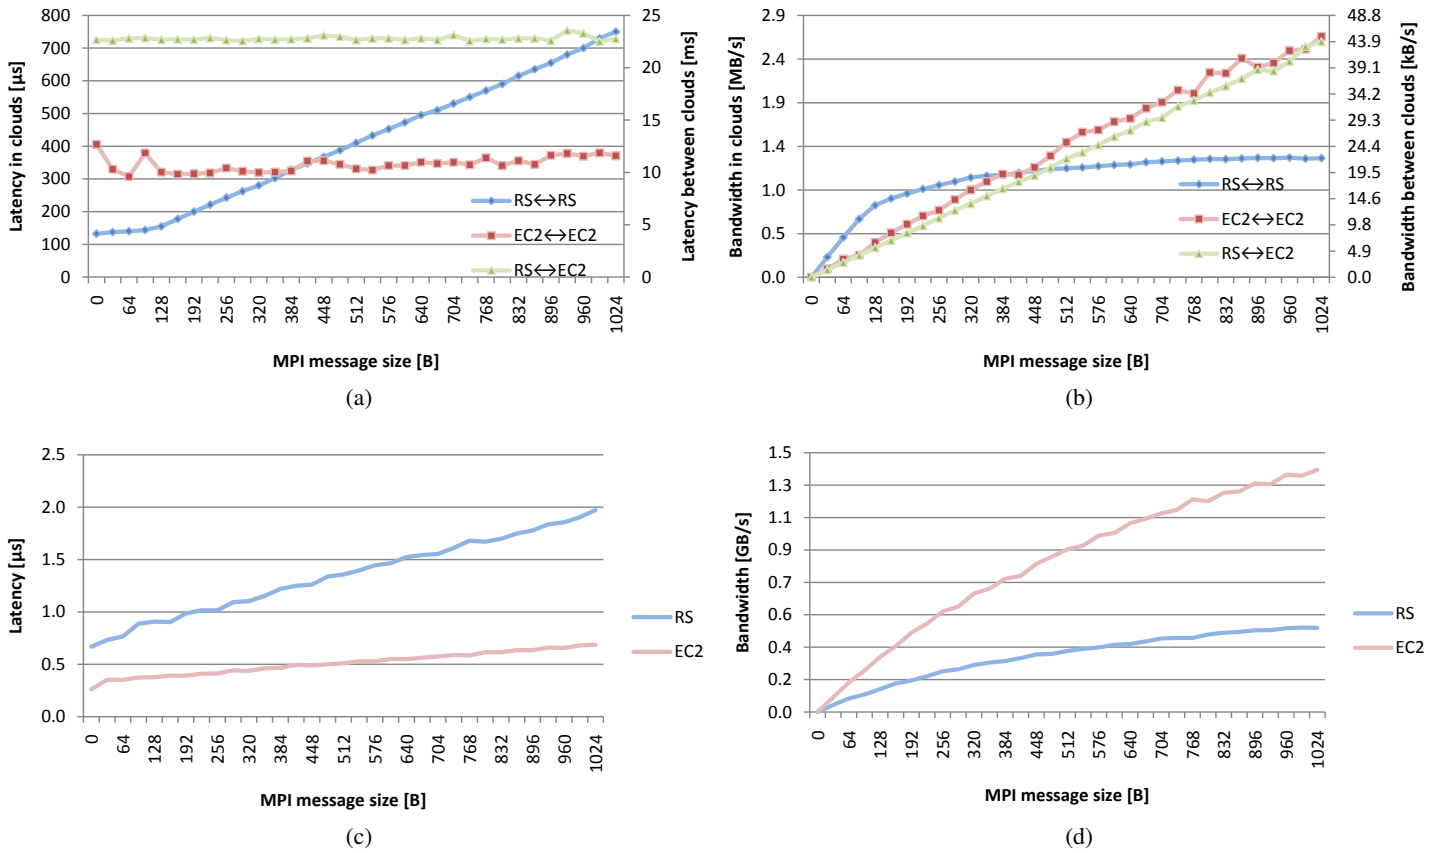 800
700
600
500
400
300
200
100
0
Latency in clouds [µs]
25
20
15
10
5
0
Latency between clouds [ms]
RS↔RS
EC2↔EC2
RS↔EC2
0 64 128 192 256 320 384 448 512 576 640 704 768 832 896 960 1024
MPI message size [B]
(a)
2.9
2.4
1.9
1.4
1.0
0.5
0.0
Bandwidth in clouds [MB/s]
48.8
43.9
39.1
34.2
29.3
24.4
19.5
14.6
9.8
4.9
0.0
Bandwidth between clouds [kB/s]
RS↔RS
EC2↔EC2
RS↔EC2
0 64 128 192 256 320 384 448 512 576 640 704 768 832 896 960 1024
MPI message size [B]
(b)
2.5
2.0
1.5
1.0
0.5
0.0
Latency [µs]
RS
EC2
0 64 128 192 256 320 384 448 512 576 640 704 768 832 896 960 1024
MPI message size [B]
(c)
1.5
1.3
1.1
0.9
0.7
0.6
0.4
0.2
0.0
Bandwidth [GB/s]
RS
EC2
0 64 128 192 256 320 384 448 512 576 640 704 768 832 896 960 1024
MPI message size [B]
(d)